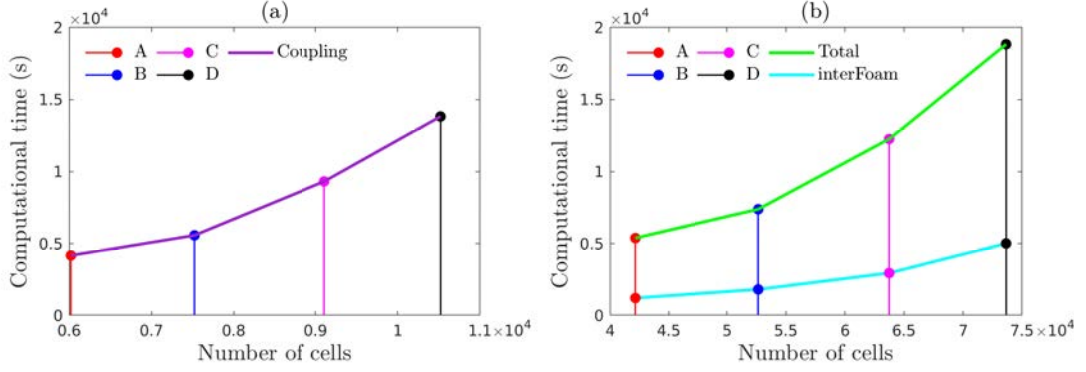 (a)
×10⁴
2
1.5
1
0.5
0
Computational time (s)
A
C
Coupling
B
D
0.6
0.7
0.8
0.9
1
1.1×10⁴
Number of cells
(b)
×10⁴
2
1.5
1
0.5
0
Computational time (s)
A
C
Total
B
D
interFoam
4
4.5
5
5.5
6
6.5
7
7.5×10⁴
Number of cells